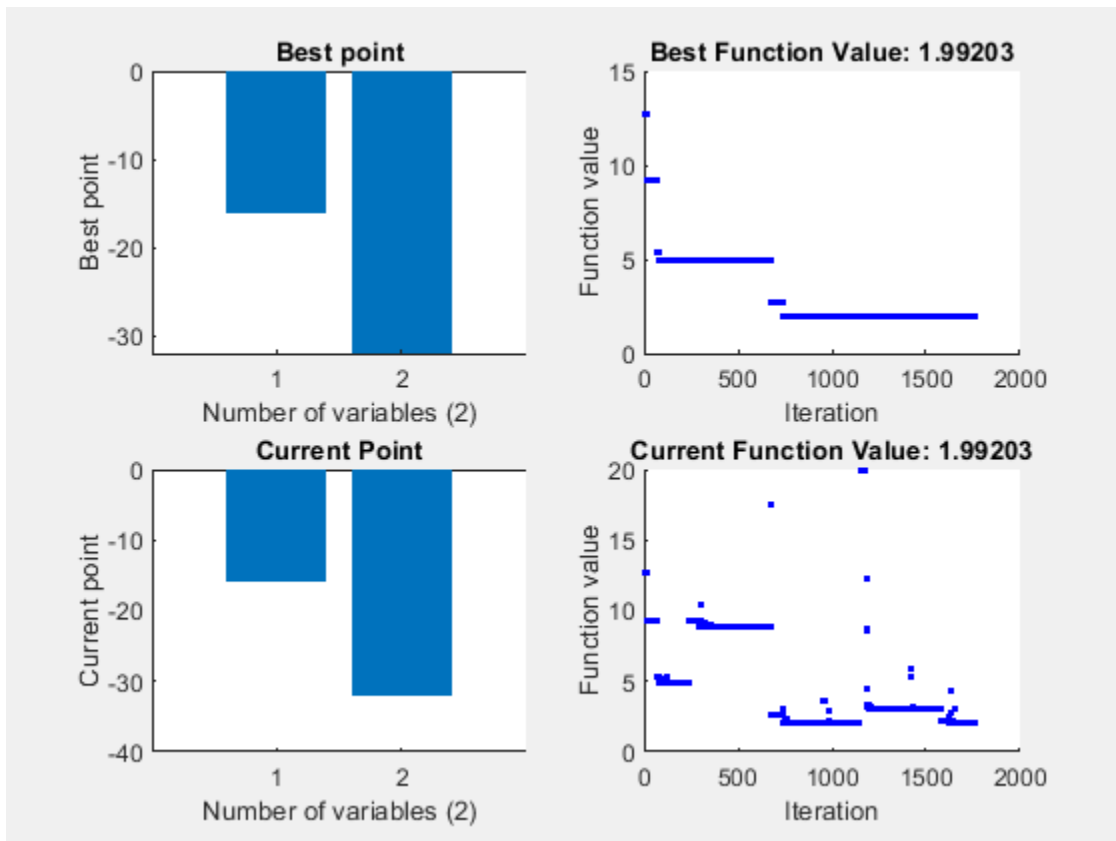 Best point
0
-10
-20
-30
Best point
1
2
Number of variables (2)
Best Function Value: 1.99203
15
10
5
0
Function value
0
500
1000
1500
2000
Iteration
Current Point
0
-10
-20
-30
-40
Current point
1
2
Number of variables (2)
Current Function Value: 1.99203
20
15
10
5
0
Function value
0
500
1000
1500
2000
Iteration